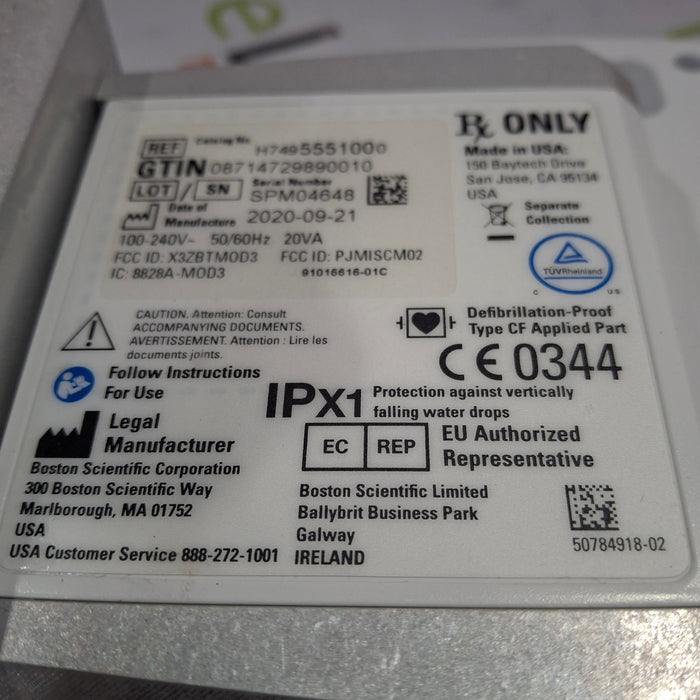 REF Catalog No. H7495551000
GTIN 08714729890010
LOT / SN Serial Number SPM04648
Date of Manufacture 2020-09-21
100-240V~ 50/60Hz 20VA
FCC ID: X3ZBTMOD3 FCC ID: PJMISCM02
IC: 8828A-MOD3 91016616-01C
Rx ONLY
Made in USA:
150 Baytech Drive
San Jose, CA 95134
USA
Separate
Collection
TÜVRheinland
C US
CAUTION. Attention: Consult
ACCOMPANYING DOCUMENTS.
AVERTISSEMENT. Attention : Lire les
documents joints.
Defibrillation-Proof
Type CF Applied Part
CE 0344
Follow Instructions
For Use
IPX1 Protection against vertically
falling water drops
Legal
Manufacturer
Boston Scientific Corporation
300 Boston Scientific Way
Marlborough, MA 01752
USA
USA Customer Service 888-272-1001
EC REP EU Authorized
Representative
Boston Scientific Limited
Ballybrit Business Park
Galway
IRELAND
50784918-02